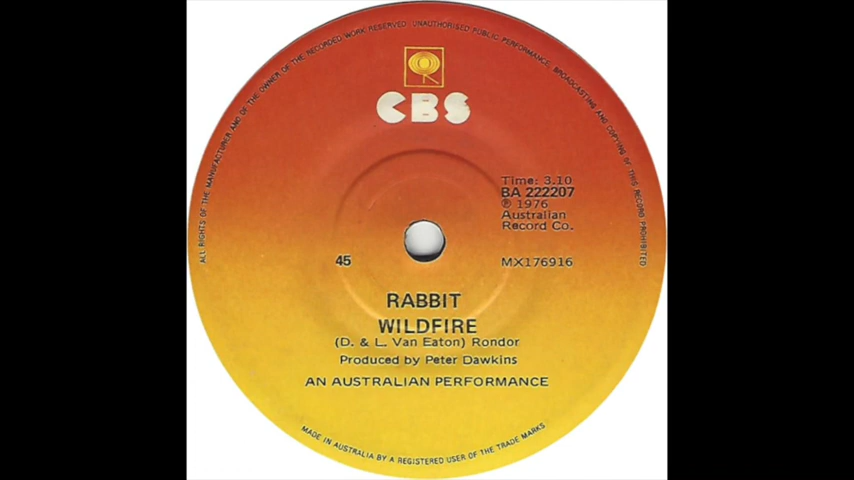 ALL RIGHTS OF THE MANUFACTURER AND OF THE OWNER OF THE RECORDED WORK RESERVED. UNAUTHORISED PUBLIC PERFORMANCE, BROADCASTING AND COPYING OF THIS RECORD PROHIBITED
CBS
Time: 3.10
BA 222207
℗ 1976
Australian
Record Co.
45
MX176916
RABBIT
WILDFIRE
(D. & L. Van Eaton) Rondor
Produced by Peter Dawkins
AN AUSTRALIAN PERFORMANCE
MADE IN AUSTRALIA BY A REGISTERED USER OF THE TRADE MARKS